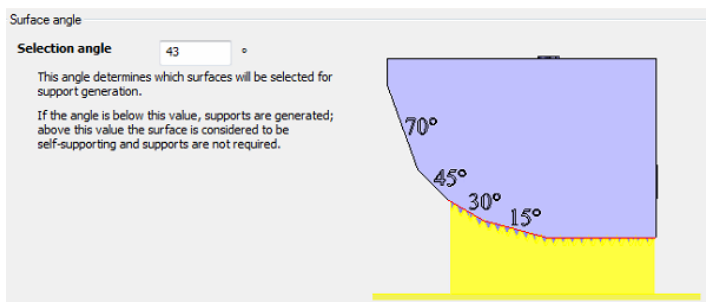 Surface angle
Selection angle 43 °
This angle determines which surfaces will be selected for
support generation.
If the angle is below this value, supports are generated;
above this value the surface is considered to be
self-supporting and supports are not required.
70°
45°
30°
15°